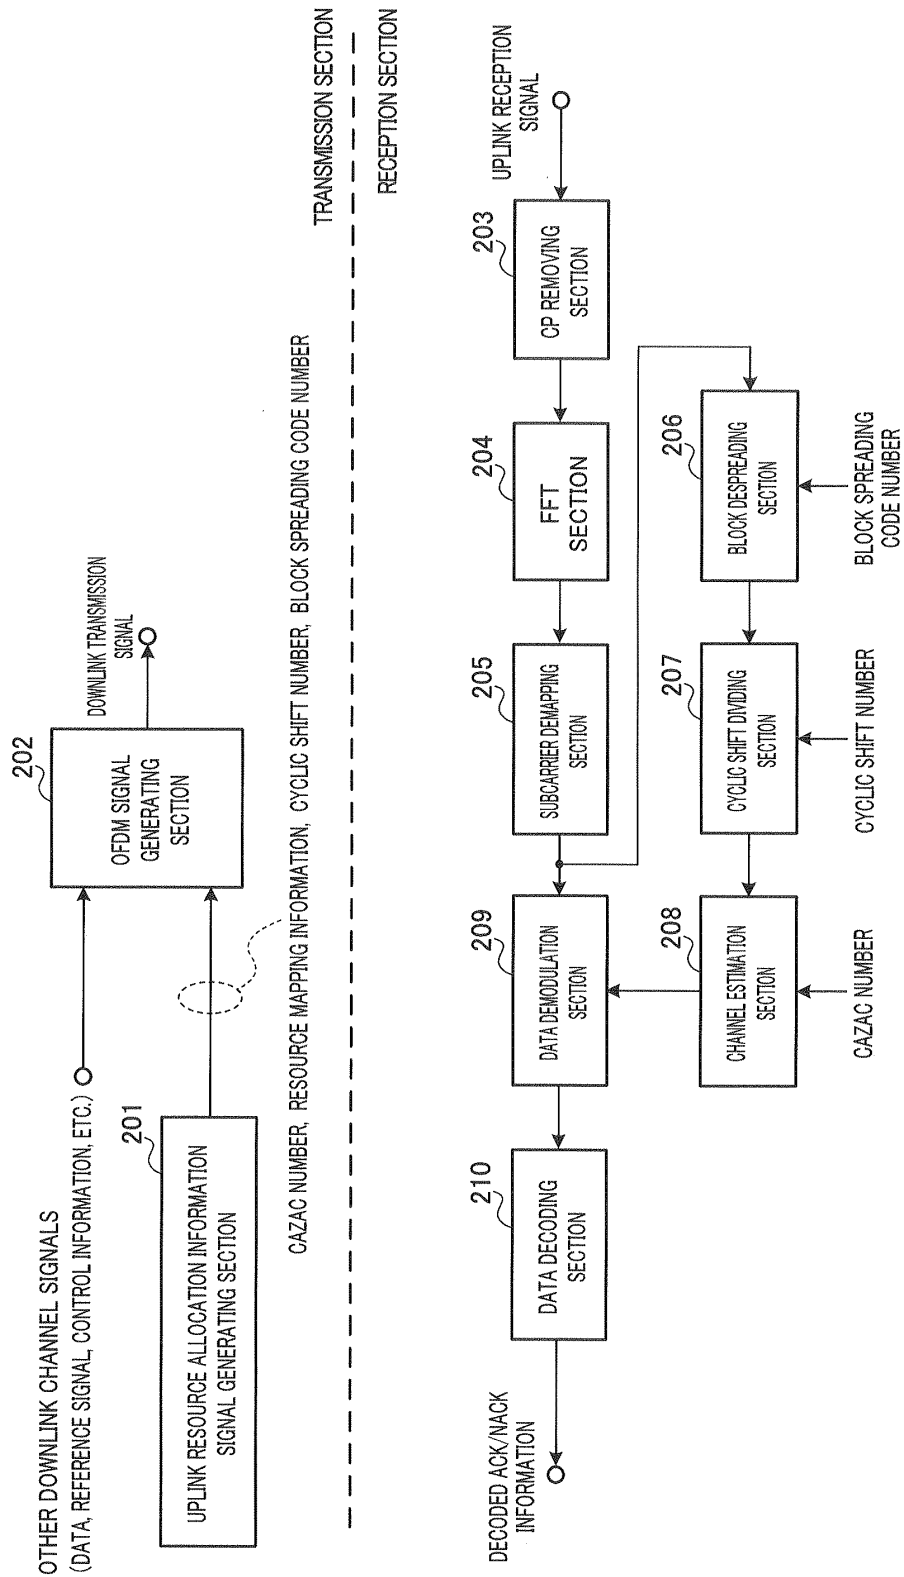 OTHER DOWNLINK CHANNEL SIGNALS
(DATA, REFERENCE SIGNAL, CONTROL INFORMATION, ETC.)
201
UPLINK RESOURCE ALLOCATION INFORMATION
SIGNAL GENERATING SECTION
202
OFDM SIGNAL
GENERATING
SECTION
DOWNLINK TRANSMISSION
SIGNAL
CAZAC NUMBER, RESOURCE MAPPING INFORMATION, CYCLIC SHIFT NUMBER, BLOCK SPREADING CODE NUMBER
TRANSMISSION SECTION
RECEPTION SECTION
DECODED ACK/NACK
INFORMATION
210
DATA DECODING
SECTION
209
DATA DEMODULATION
SECTION
205
SUBCARRIER DEMAPPING
SECTION
204
FFT
SECTION
203
CP REMOVING
SECTION
UPLINK RECEPTION
SIGNAL
208
CHANNEL ESTIMATION
SECTION
CAZAC NUMBER
207
CYCLIC SHIFT DIVIDING
SECTION
CYCLIC SHIFT NUMBER
206
BLOCK DESPREADING
SECTION
BLOCK SPREADING
CODE NUMBER